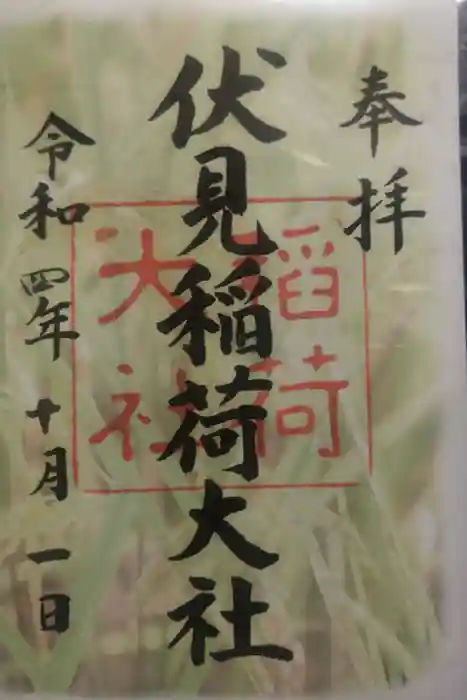 奉拝
伏見稲荷大社
稲荷
大社
令和四年十月一日